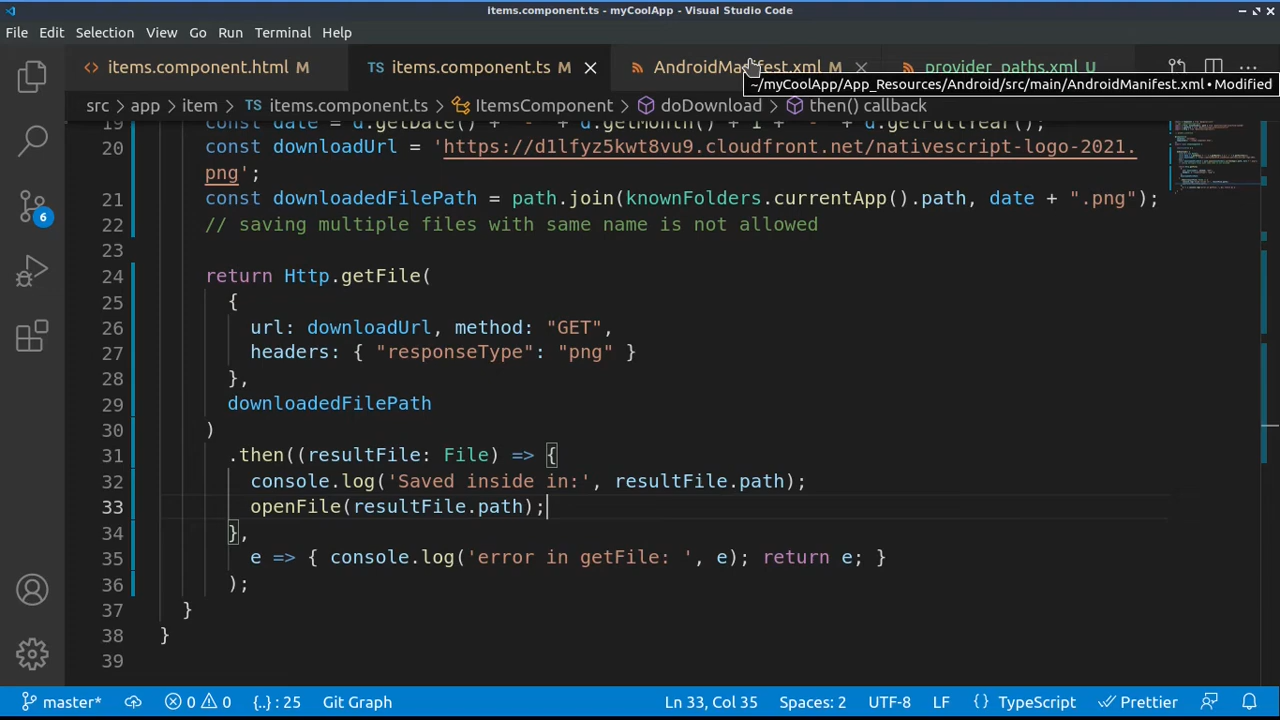 items.component.ts - myCoolApp - Visual Studio Code
File Edit Selection View Go Run Terminal Help
items.component.html M
TS items.component.ts M
AndroidManifest.xml M
provider_paths.xml U
~/myCoolApp/App_Resources/Android/src/main/AndroidManifest.xml • Modified
src > app > item > TS items.component.ts > ItemsComponent > doDownload > then() callback
19 const date = d.getDate() + "-" + d.getMonth() + 1 + "-" + d.getFullYear();
20 const downloadUrl = 'https://d1lfyz5kwt8vu9.cloudfront.net/nativescript-logo-2021.
png';
21 const downloadedFilePath = path.join(knownFolders.currentApp().path, date + ".png");
22 // saving multiple files with same name is not allowed
23
24 return Http.getFile(
25 {
26 url: downloadUrl, method: "GET",
27 headers: { "responseType": "png" }
28 },
29 downloadedFilePath
30 )
31 .then((resultFile: File) => {
32 console.log('Saved inside in:', resultFile.path);
33 openFile(resultFile.path);
34 },
35 e => { console.log('error in getFile: ', e); return e; }
36 );
37 }
38 }
39
6
master* 0 0 {..} : 25 Git Graph Ln 33, Col 35 Spaces: 2 UTF-8 LF {} TypeScript Prettier